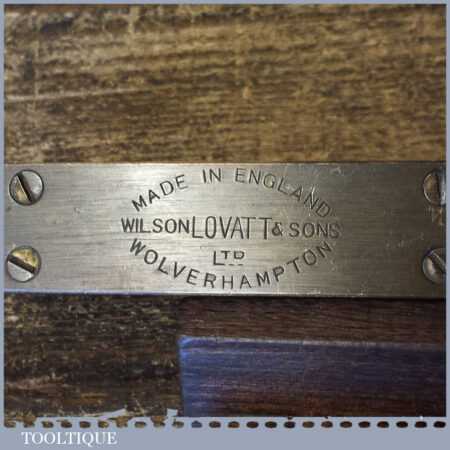 MADE IN ENGLAND
WILSON LOVATT & SONS
LTD
WOLVERHAMPTON
TOOLTIQUE